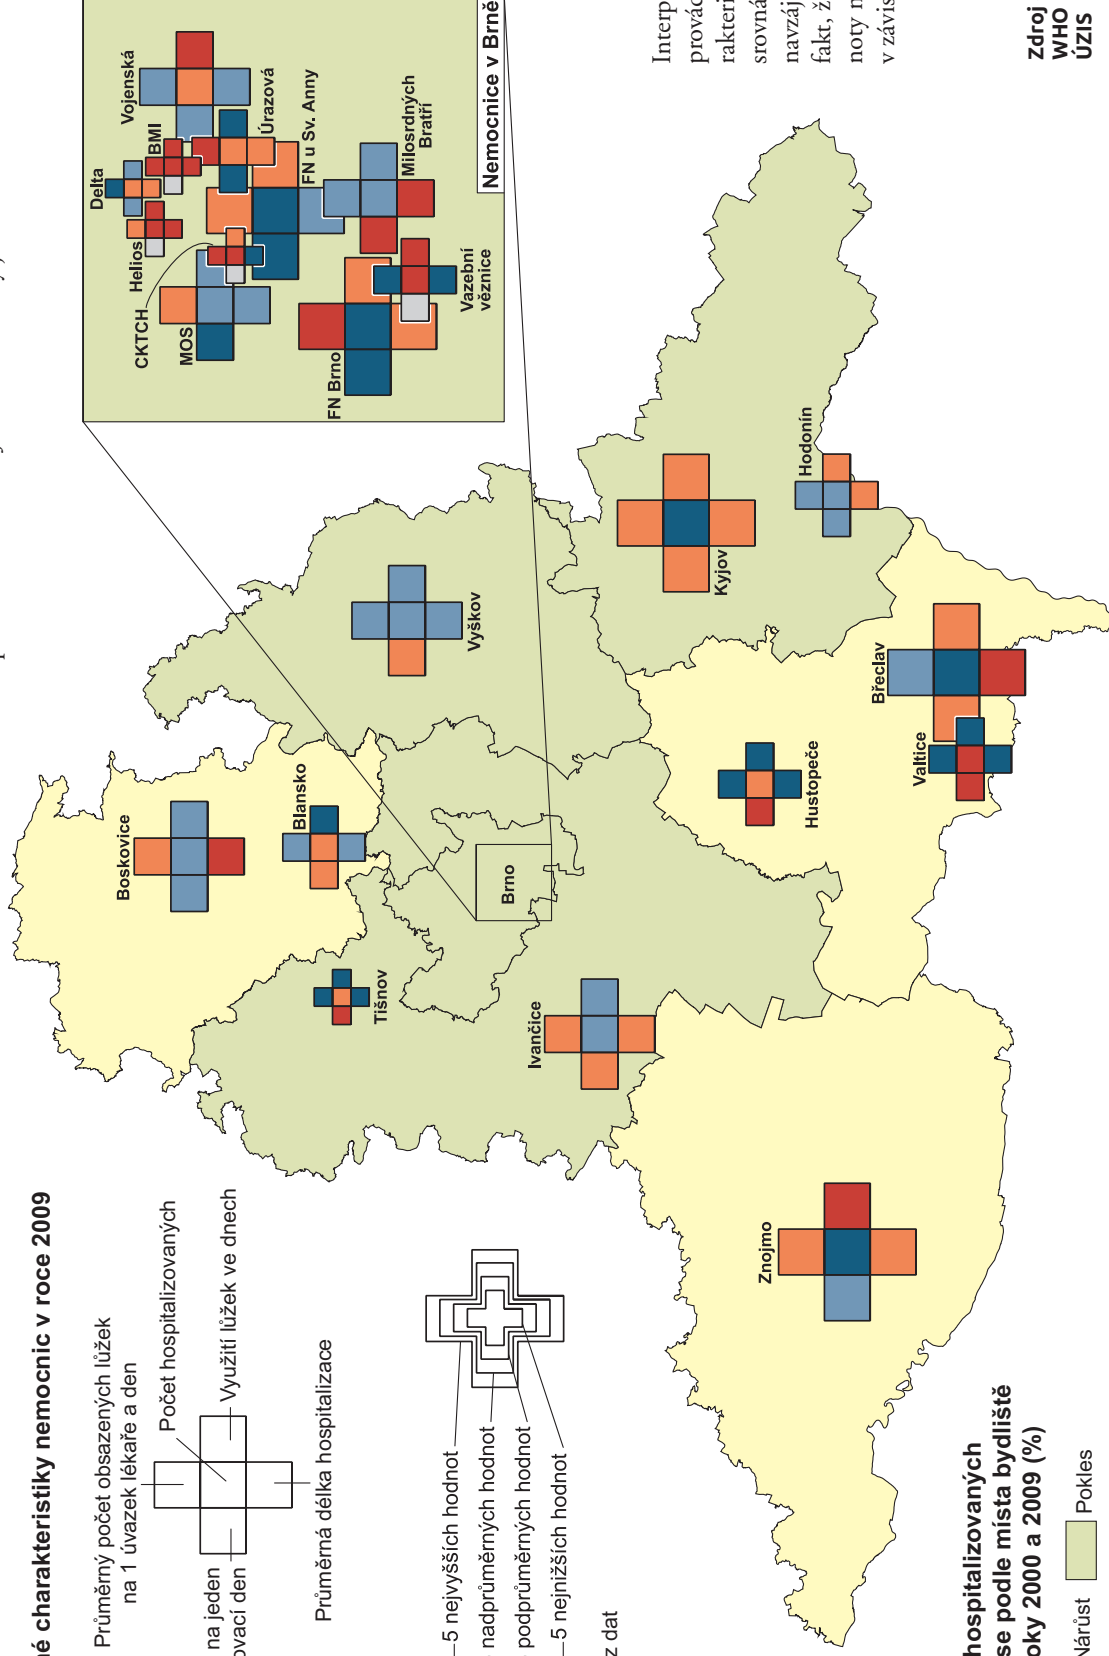 né charakteristiky nemocnic v roce 2009
Průměrný počet obsazených lůžek
na 1 úvazek lékaře a den
Počet hospitalizovaných
Využití lůžek ve dnech
na jeden
ovací den
Průměrná délka hospitalizace
5 nejvyšších hodnot
nadprůměrných hodnot
podprůměrných hodnot
5 nejnižších hodnot
z dat
hospitalizovaných
se podle místa bydliště
oky 2000 a 2009 (%)
Nárůst
Pokles
Boskovice
Blansko
Tišnov
Brno
Ivančice
Znojmo
Vyškov
Hustopeče
Břeclav
Valtice
Kyjov
Hodonín
Nemocnice v Brně
Vojenská
BMI
Delta
Úrazová
FN u Sv. Anny
Helios
CKTCH
MOS
Milosrdných
Bratří
FN Brno
Vazební
věznice
Interp
provác
rakteri
srovná
navzáj
fakt, ž
noty n
v závis
Zdroj
WHO
ÚZIS